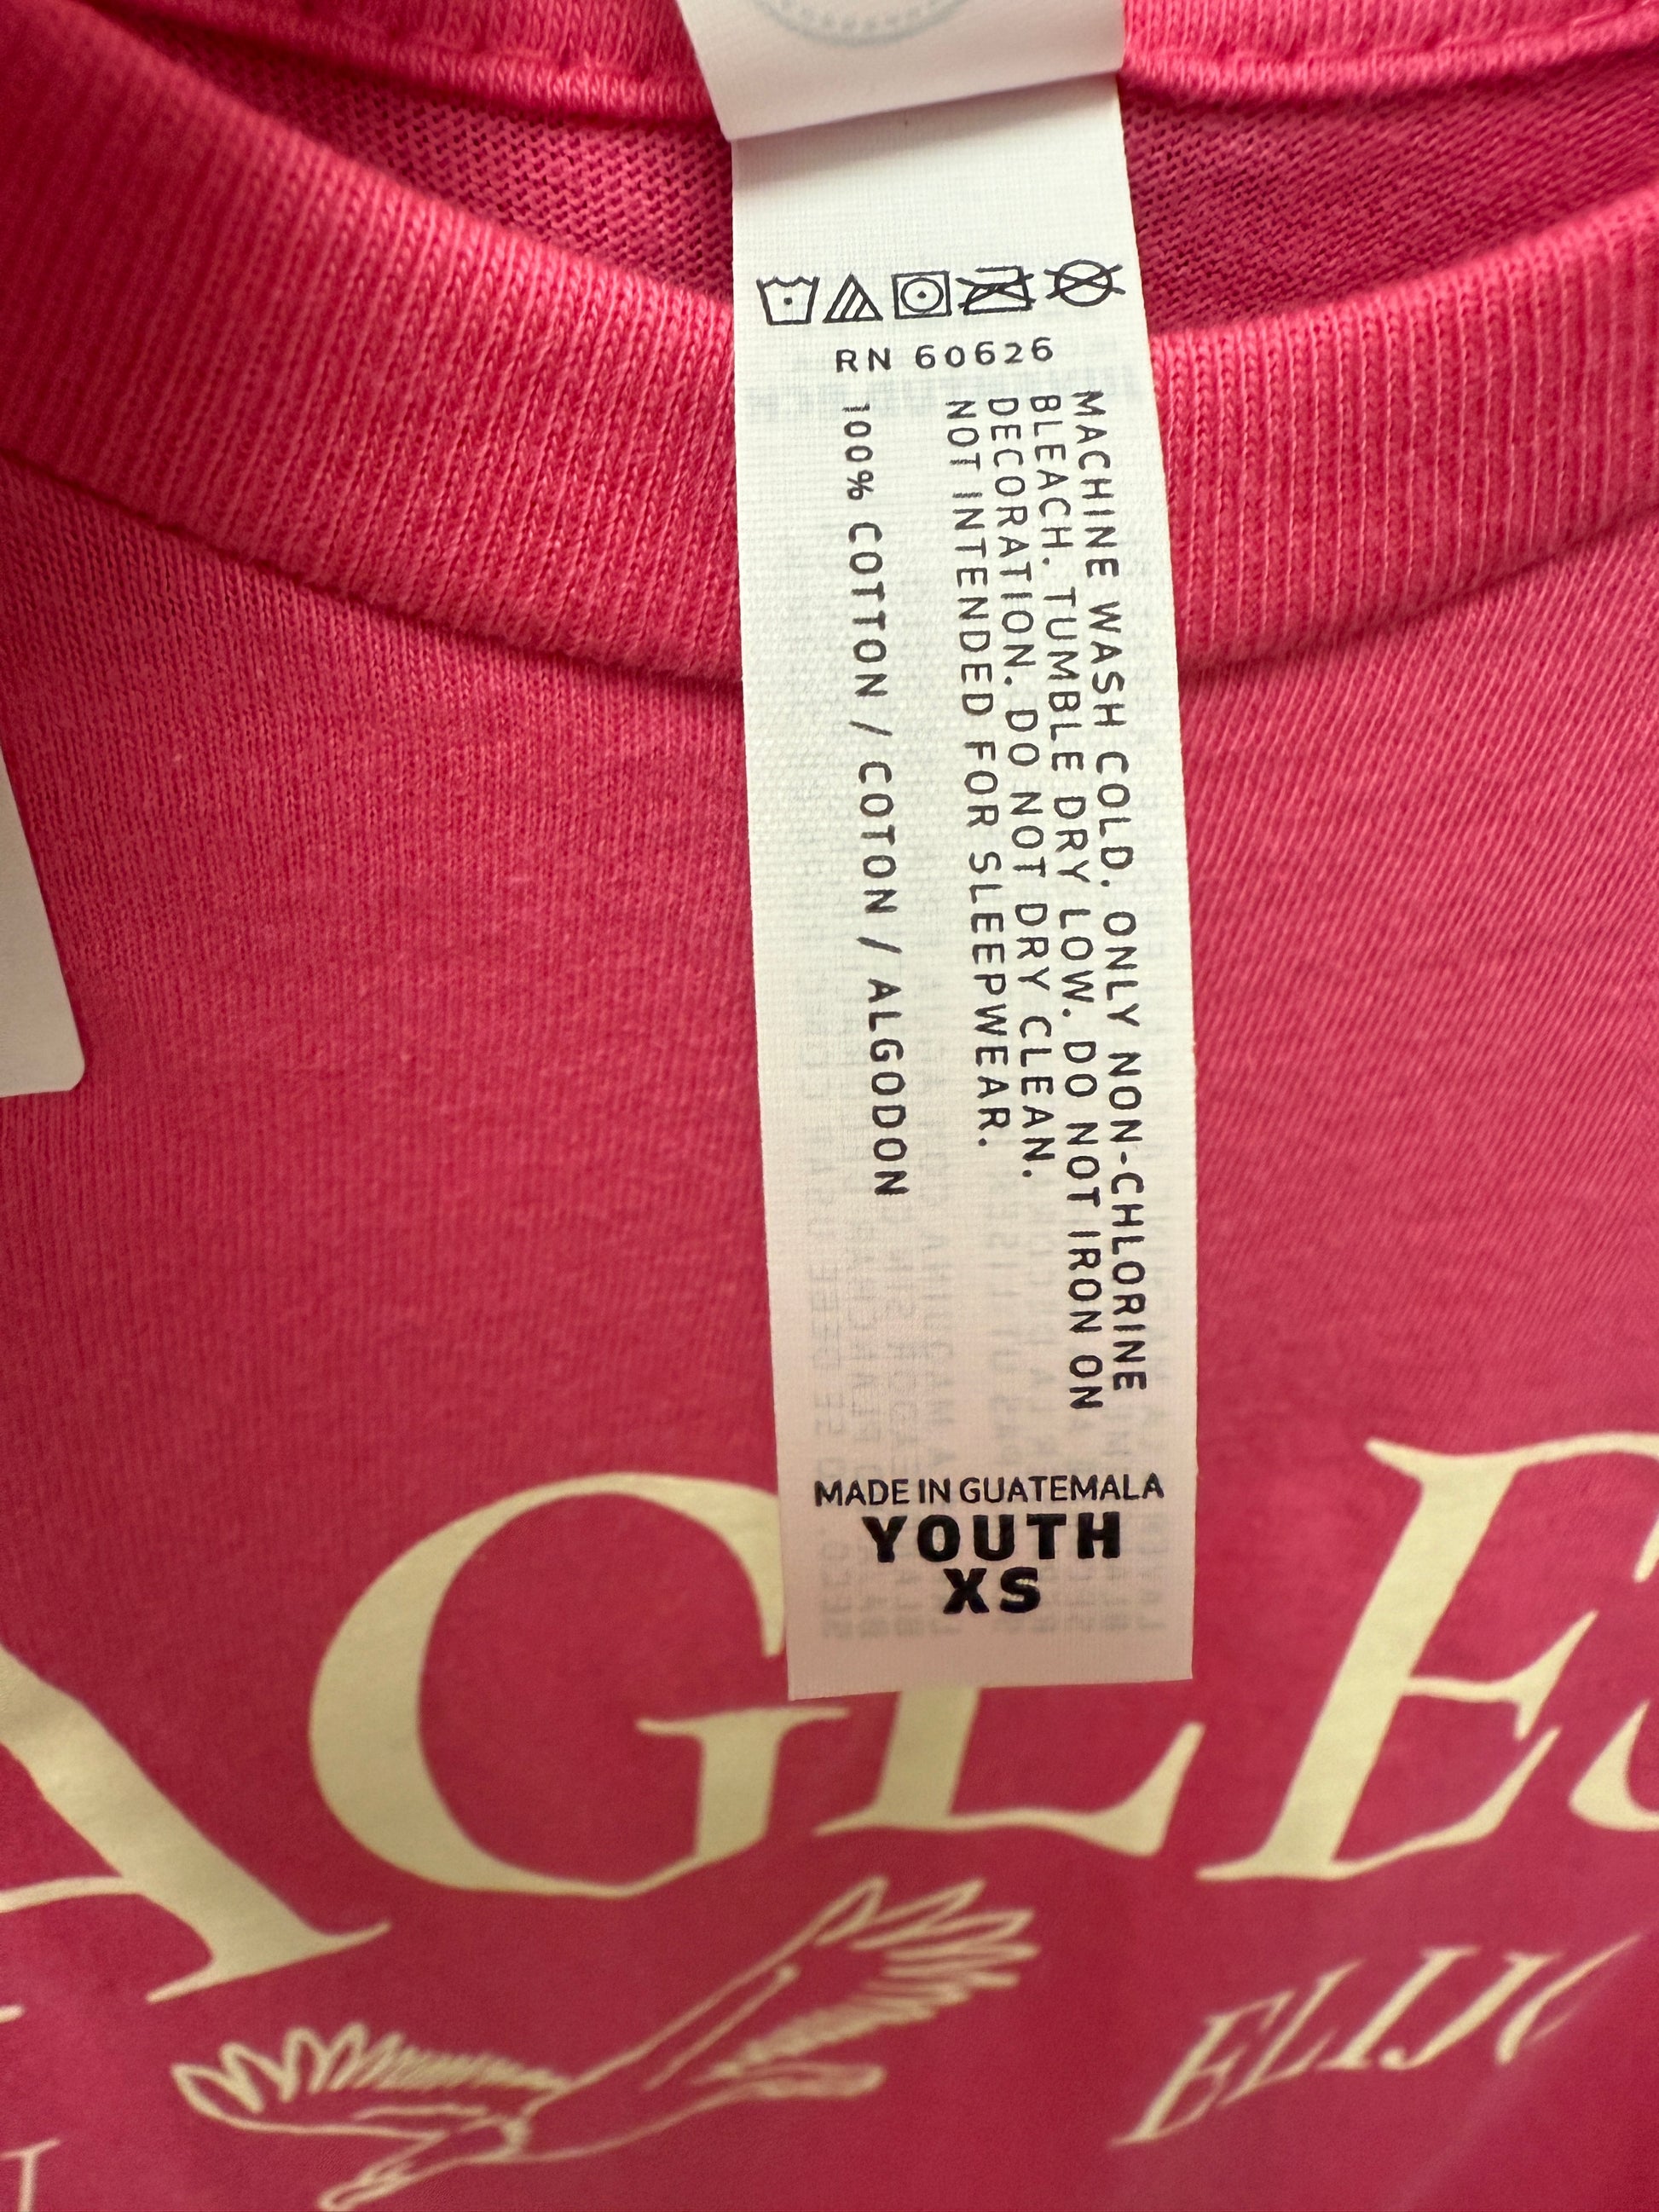 RN 60626
MACHINE WASH COLD. ONLY NON-CHLORINE
BLEACH. TUMBLE DRY LOW. DO NOT IRON ON
DECORATION. DO NOT DRY CLEAN.
NOT INTENDED FOR SLEEPWEAR.
100% COTTON / COTON / ALGODON
MADE IN GUATEMALA
YOUTH
XS
AGLES
ELIJ